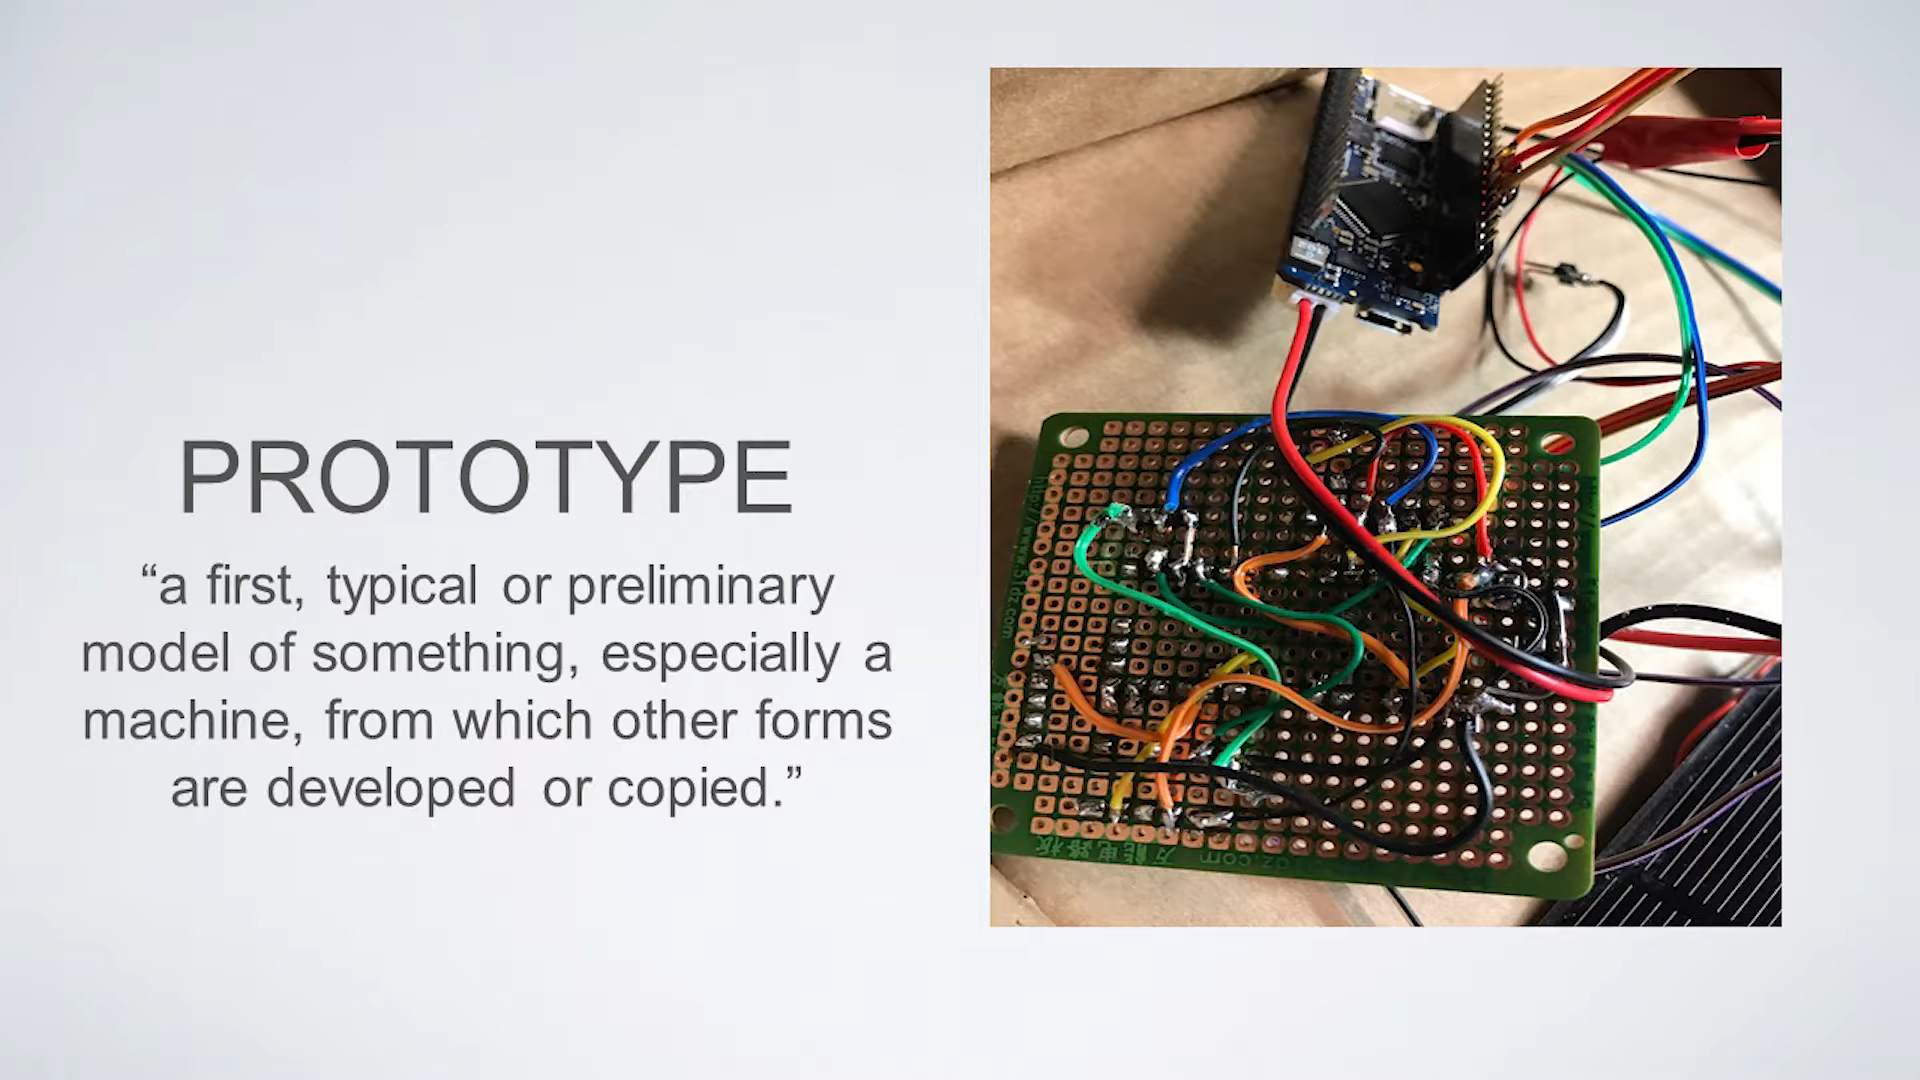 PROTOTYPE
“a first, typical or preliminary
model of something, especially a
machine, from which other forms
are developed or copied.”